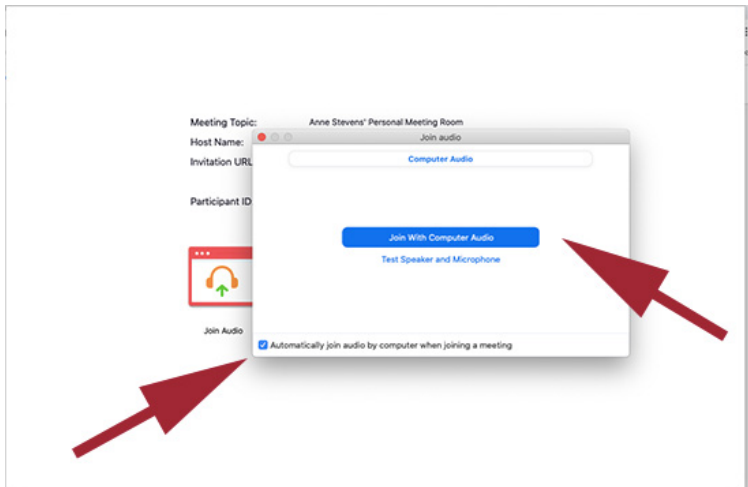 Meeting Topic: Anne Stevens' Personal Meeting Room
Host Name:
Join audio
Invitation URL
Computer Audio
Participant ID
Join With Computer Audio
Test Speaker and Microphone
Join Audio
Automatically join audio by computer when joining a meeting